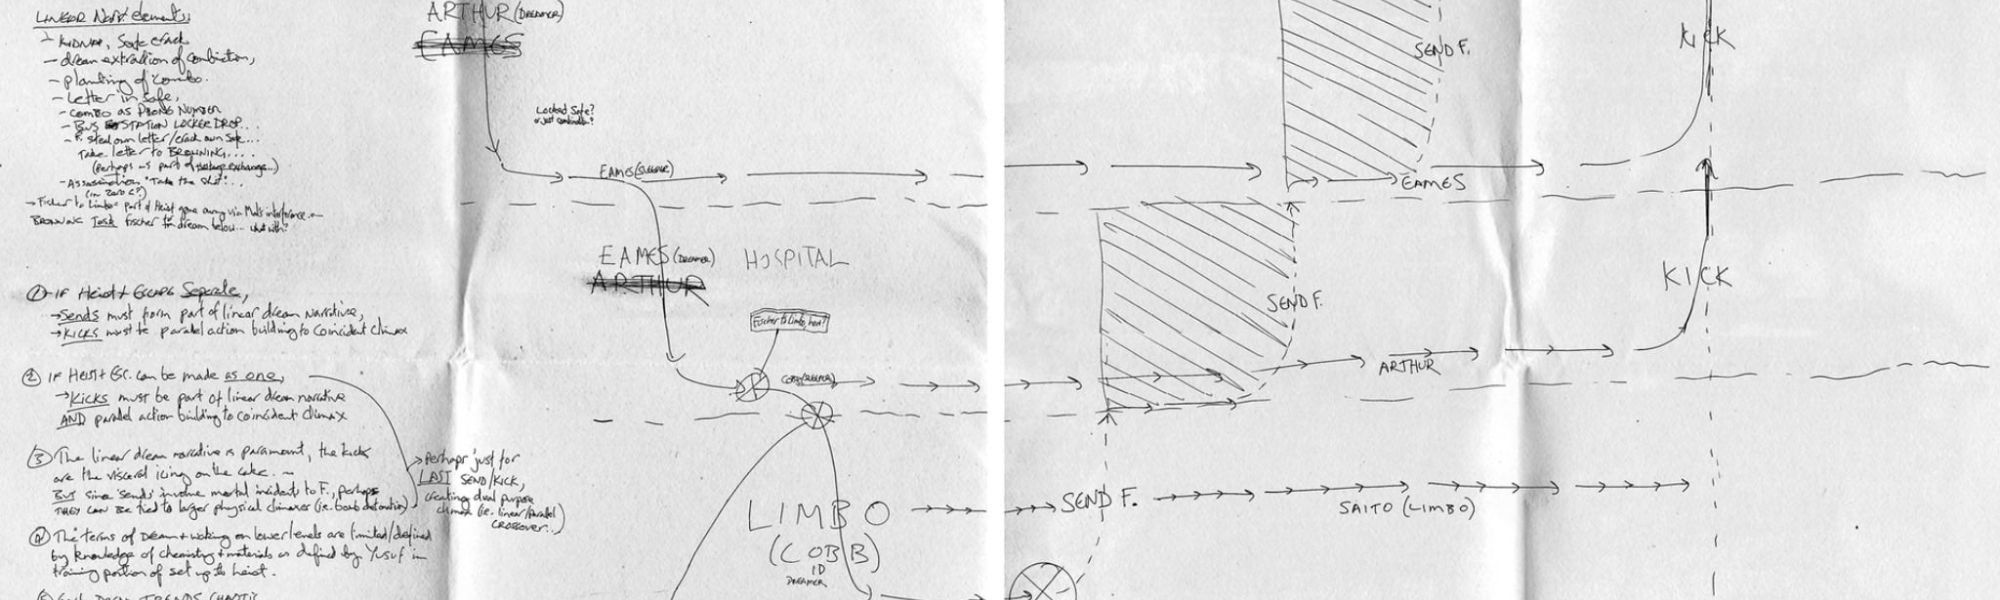 LINEAR Narr. elements:
- KIDNAP, Safe crack
- dream extraction of combination,
- planting of combo.
- Letter in safe,
- COMBO as PHONE NUMBER
- BUS STATION LOCKER DROP...
- F. steal own letter/crack own safe...
Take letter to BROWNING....
(Perhaps as part of hostage exchange...)
- Assassination "Take the shot"...
(in Zero G?)
→ Fischer to Limbo part of Heist gone awry via Mal's interference
BROWNING Task Fischer to dream below... what with?
① IF Heist + Escape Separate,
→ Sends must form part of linear dream narrative,
→ KICKS must be parallel action building to coincident climax
② IF Heist + Esc. can be made as one,
→ KICKS must be part of linear dream narrative
AND parallel action building to coincident climax
③ The linear dream narrative is paramount, the kicks
are the visceral icing on the cake.
BUT since 'sends' involve mortal incidents to F., perhaps
THEY CAN BE tied to larger physical climaxes (i.e. bomb detonation)
→ Perhaps just for
LAST SEND/KICK,
creating dual purpose
climax (i.e. linear/parallel
CROSSOVER...)
④ The terms of Dream + waking on lower levels are limited/defined
by knowledge of chemistry + materials as defined by Yusuf in
training portion of set up to heist.
ARTHUR (DREAMER)
EAMES
Locked Safe?
or just combination?
EAMES
EAMES (DREAMER) HOSPITAL
ARTHUR
Fischer to Limbo, here?
LIMBO
(COBB)
DREAMER
SEND F.
KICK
EAMES
SEND F.
KICK
ARTHUR
SEND F.
SAITO (LIMBO)